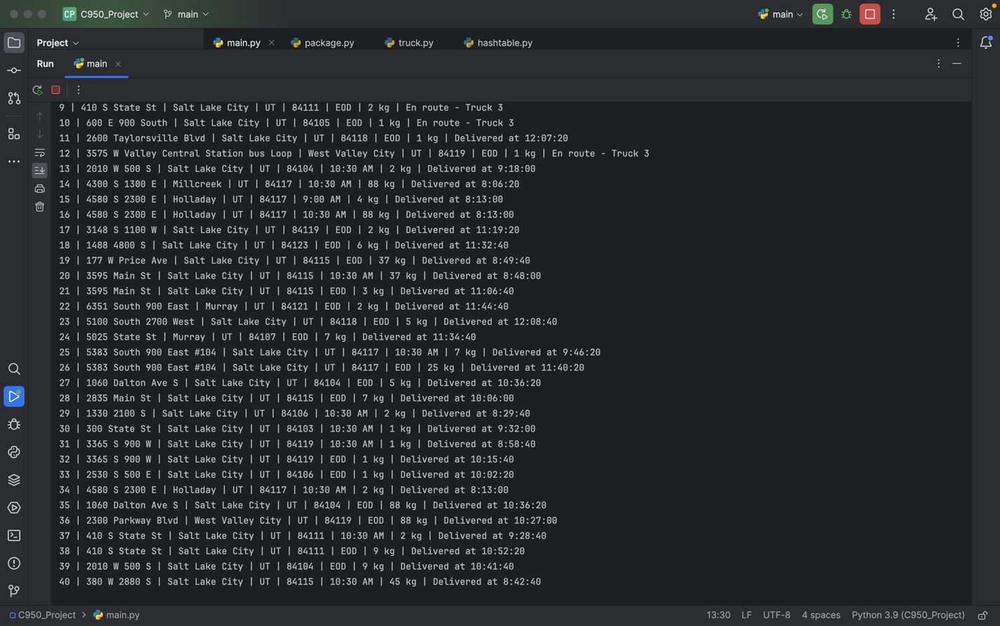 CP C950_Project main main
Project main.py package.py truck.py hashtable.py
Run main
9 | 410 S State St | Salt Lake City | UT | 84111 | EOD | 2 kg | En route - Truck 3
10 | 600 E 900 South | Salt Lake City | UT | 84105 | EOD | 1 kg | En route - Truck 3
11 | 2600 Taylorsville Blvd | Salt Lake City | UT | 84118 | EOD | 1 kg | Delivered at 12:07:20
12 | 3575 W Valley Central Station bus Loop | West Valley City | UT | 84119 | EOD | 1 kg | En route - Truck 3
13 | 2010 W 500 S | Salt Lake City | UT | 84104 | 10:30 AM | 2 kg | Delivered at 9:18:00
14 | 4300 S 1300 E | Millcreek | UT | 84117 | 10:30 AM | 88 kg | Delivered at 8:06:20
15 | 4580 S 2300 E | Holladay | UT | 84117 | 9:00 AM | 4 kg | Delivered at 8:13:00
16 | 4580 S 2300 E | Holladay | UT | 84117 | 10:30 AM | 88 kg | Delivered at 8:13:00
17 | 3148 S 1100 W | Salt Lake City | UT | 84119 | EOD | 2 kg | Delivered at 11:19:20
18 | 1488 4800 S | Salt Lake City | UT | 84123 | EOD | 6 kg | Delivered at 11:32:40
19 | 177 W Price Ave | Salt Lake City | UT | 84115 | EOD | 37 kg | Delivered at 8:49:40
20 | 3595 Main St | Salt Lake City | UT | 84115 | 10:30 AM | 37 kg | Delivered at 8:48:00
21 | 3595 Main St | Salt Lake City | UT | 84115 | EOD | 3 kg | Delivered at 11:06:40
22 | 6351 South 900 East | Murray | UT | 84121 | EOD | 2 kg | Delivered at 11:44:40
23 | 5100 South 2700 West | Salt Lake City | UT | 84118 | EOD | 5 kg | Delivered at 12:08:40
24 | 5025 State St | Murray | UT | 84107 | EOD | 7 kg | Delivered at 11:34:40
25 | 5383 South 900 East #104 | Salt Lake City | UT | 84117 | 10:30 AM | 7 kg | Delivered at 9:46:20
26 | 5383 South 900 East #104 | Salt Lake City | UT | 84117 | EOD | 25 kg | Delivered at 11:40:20
27 | 1060 Dalton Ave S | Salt Lake City | UT | 84104 | EOD | 5 kg | Delivered at 10:36:20
28 | 2835 Main St | Salt Lake City | UT | 84115 | EOD | 7 kg | Delivered at 10:06:00
29 | 1330 2100 S | Salt Lake City | UT | 84106 | 10:30 AM | 2 kg | Delivered at 8:29:40
30 | 300 State St | Salt Lake City | UT | 84103 | 10:30 AM | 1 kg | Delivered at 9:32:00
31 | 3365 S 900 W | Salt Lake City | UT | 84119 | 10:30 AM | 1 kg | Delivered at 8:58:40
32 | 3365 S 900 W | Salt Lake City | UT | 84119 | EOD | 1 kg | Delivered at 10:15:40
33 | 2530 S 500 E | Salt Lake City | UT | 84106 | EOD | 1 kg | Delivered at 10:02:20
34 | 4580 S 2300 E | Holladay | UT | 84117 | 10:30 AM | 2 kg | Delivered at 8:13:00
35 | 1060 Dalton Ave S | Salt Lake City | UT | 84104 | EOD | 88 kg | Delivered at 10:36:20
36 | 2300 Parkway Blvd | West Valley City | UT | 84119 | EOD | 88 kg | Delivered at 10:27:00
37 | 410 S State St | Salt Lake City | UT | 84111 | 10:30 AM | 2 kg | Delivered at 9:28:40
38 | 410 S State St | Salt Lake City | UT | 84111 | EOD | 9 kg | Delivered at 10:52:20
39 | 2010 W 500 S | Salt Lake City | UT | 84104 | EOD | 9 kg | Delivered at 10:41:40
40 | 380 W 2880 S | Salt Lake City | UT | 84115 | 10:30 AM | 45 kg | Delivered at 8:42:40
C950_Project > main.py 13:30 LF UTF-8 4 spaces Python 3.9 (C950_Project)